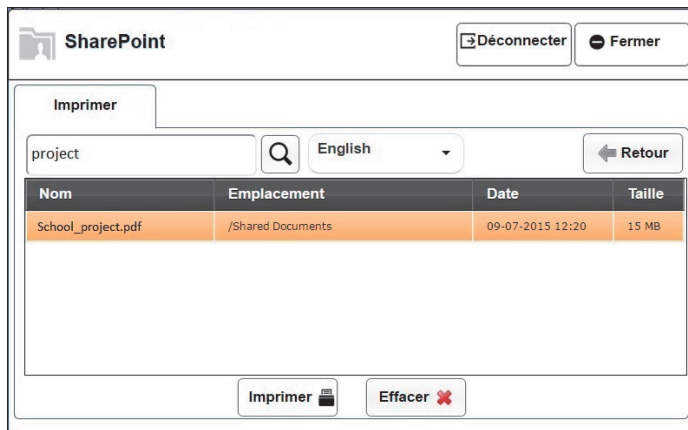 SharePoint
Déconnecter
Fermer
Imprimer
project
English
Retour
Nom Emplacement Date Taille
School_project.pdf /Shared Documents 09-07-2015 12:20 15 MB
Imprimer
Effacer